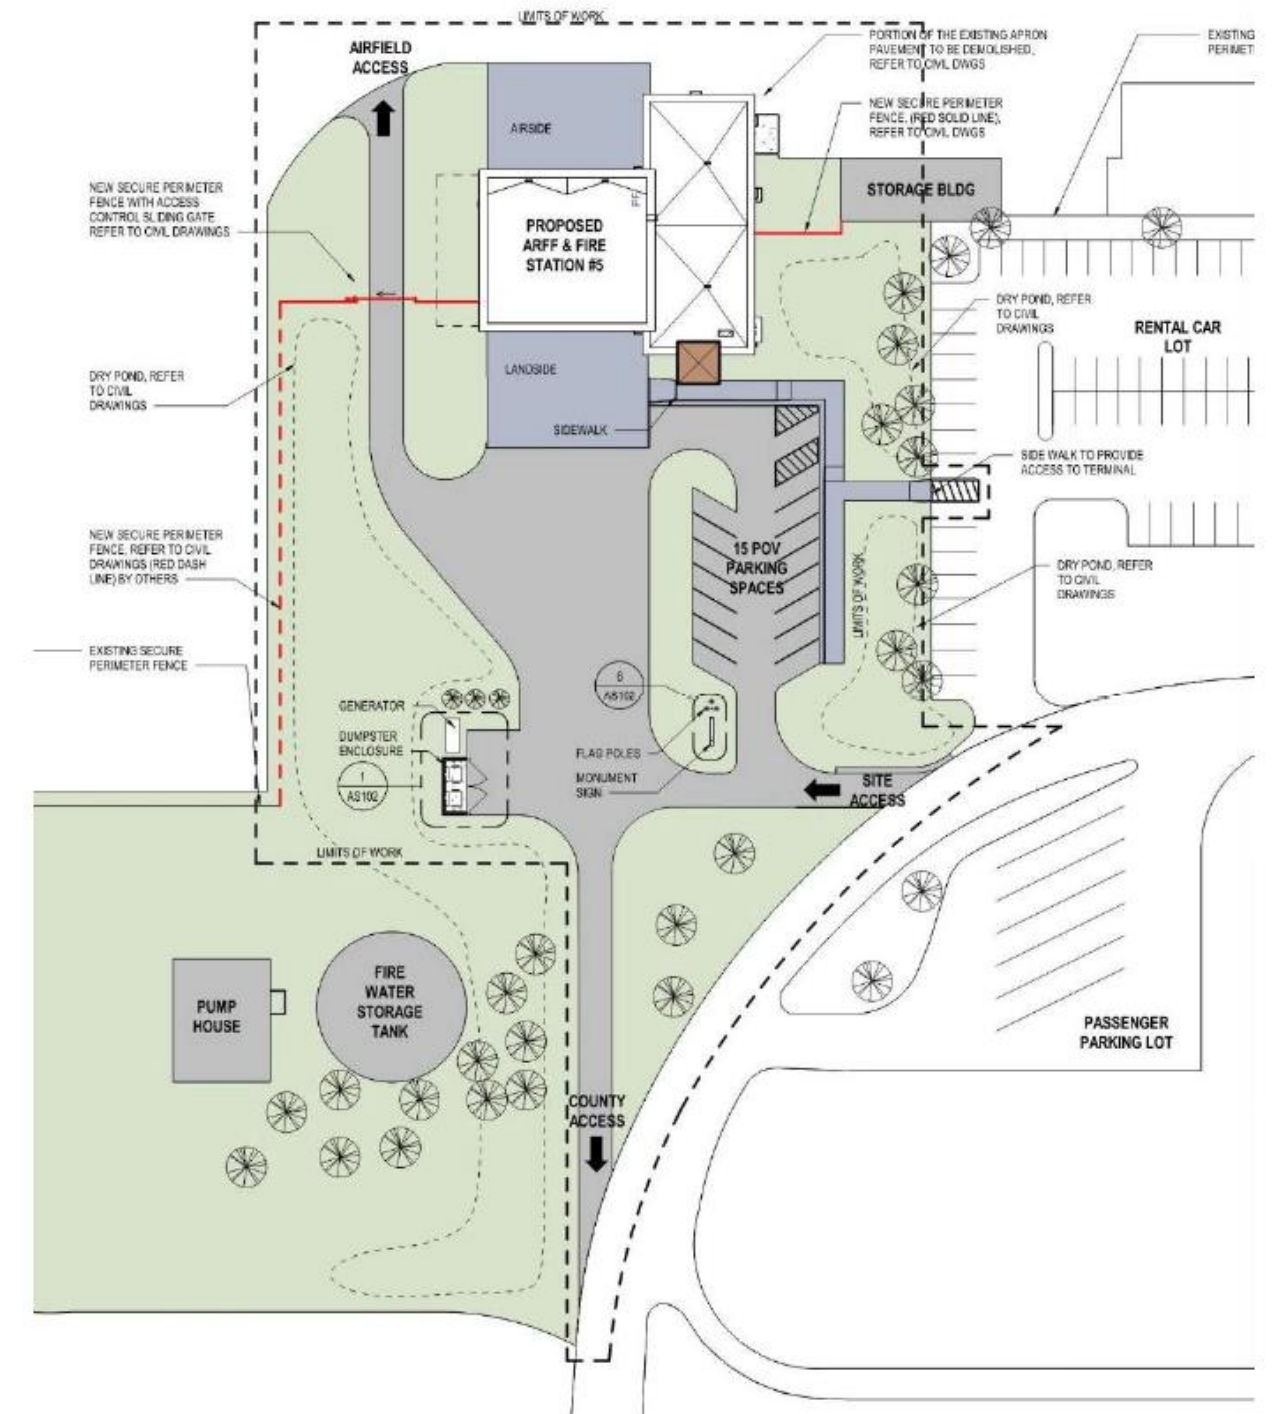 LIMITS OF WORK
AIRFIELD
ACCESS
PORTION OF THE EXISTING APRON
PAVEMENT TO BE DEMOLISHED,
REFER TO CIVIL DWGS
EXISTING
PERIMET
NEW SECURE PERIMETER
FENCE, (RED SOLID LINE),
REFER TO CIVIL DWGS
AIRSIDE
STORAGE BLDG
NEW SECURE PERIMETER
FENCE WITH ACCESS
CONTROL SLIDING GATE
REFER TO CIVIL DRAWINGS
PROPOSED
ARFF & FIRE
STATION #5
DRY POND, REFER
TO CIVIL
DRAWINGS
RENTAL CAR
LOT
DRY POND, REFER
TO CIVIL
DRAWINGS
LANDSIDE
SIDEWALK
SIDE WALK TO PROVIDE
ACCESS TO TERMINAL
NEW SECURE PERIMETER
FENCE, REFER TO CIVIL
DRAWINGS (RED DASH
LINE) BY OTHERS
15 POV
PARKING
SPACES
LIMITS OF WORK
DRY POND, REFER
TO CIVIL
DRAWINGS
EXISTING SECURE
PERIMETER FENCE
6
AS102
GENERATOR
DUMPSTER
ENCLOSURE
1
AS102
FLAG POLES
MONUMENT
SIGN
SITE
ACCESS
LIMITS OF WORK
PUMP
HOUSE
FIRE
WATER
STORAGE
TANK
PASSENGER
PARKING LOT
COUNTY
ACCESS